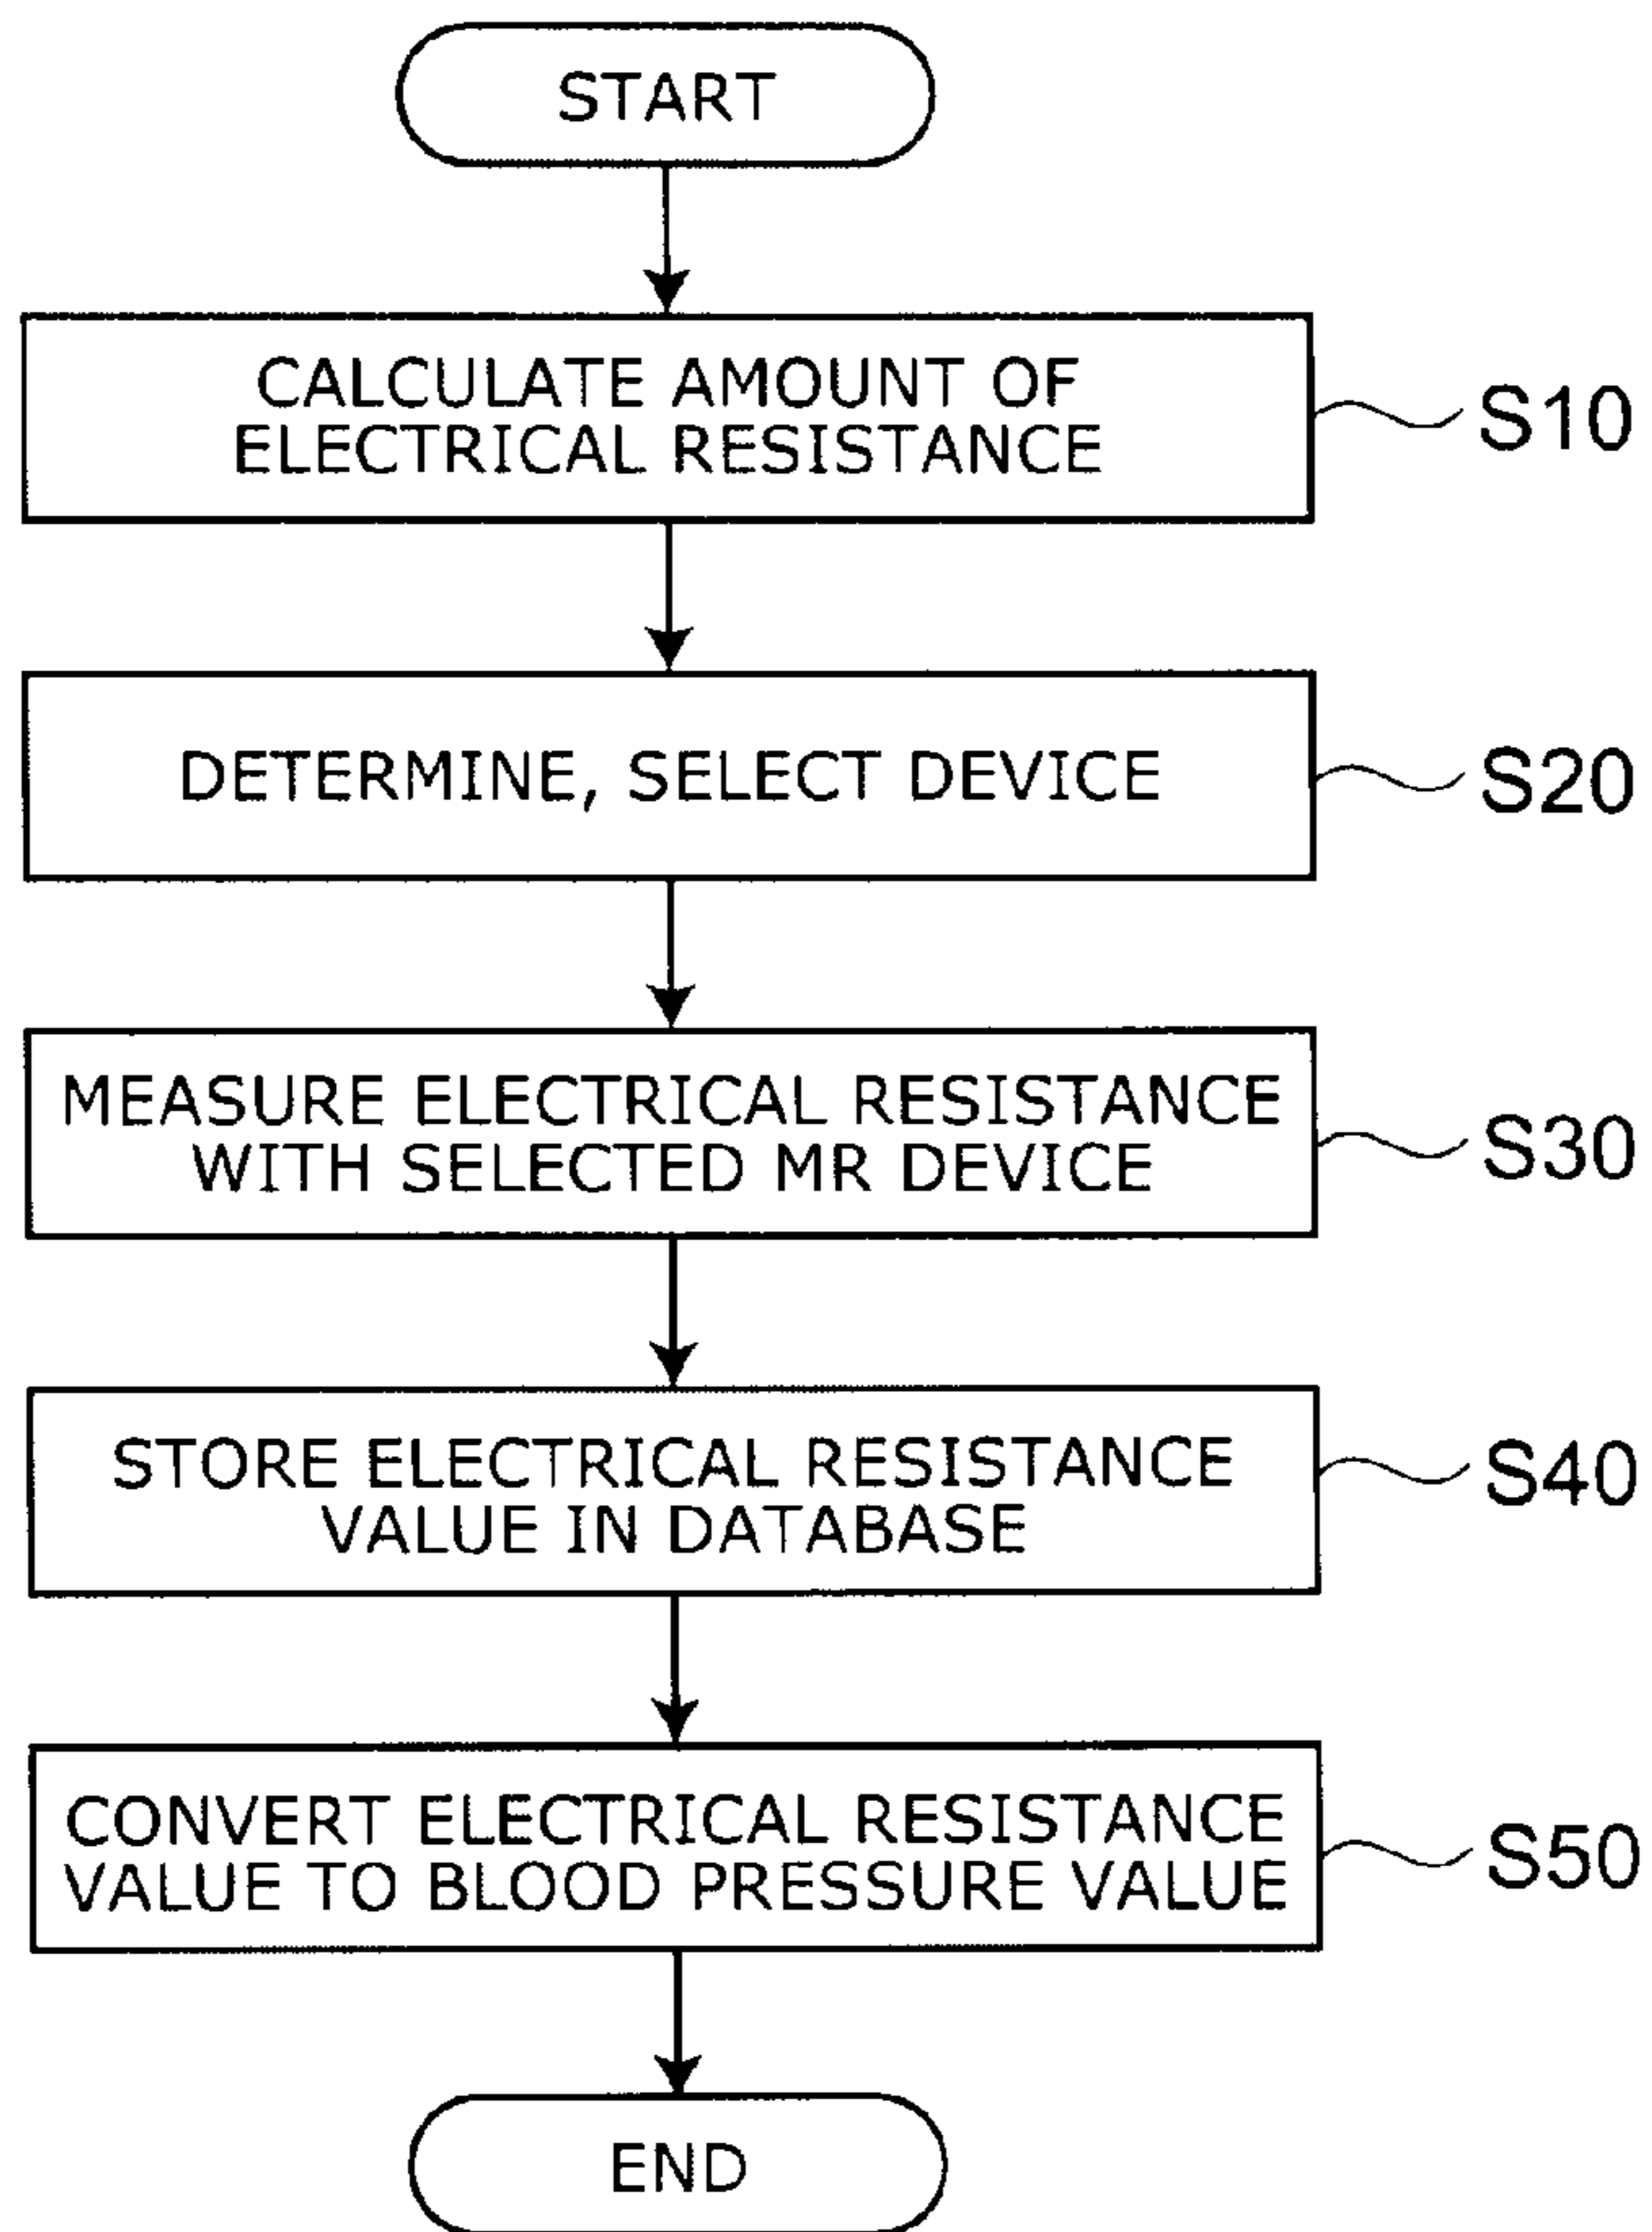 START
CALCULATE AMOUNT OF
ELECTRICAL RESISTANCE
S10
DETERMINE, SELECT DEVICE
S20
MEASURE ELECTRICAL RESISTANCE
WITH SELECTED MR DEVICE
S30
STORE ELECTRICAL RESISTANCE
VALUE IN DATABASE
S40
CONVERT ELECTRICAL RESISTANCE
VALUE TO BLOOD PRESSURE VALUE
S50
END